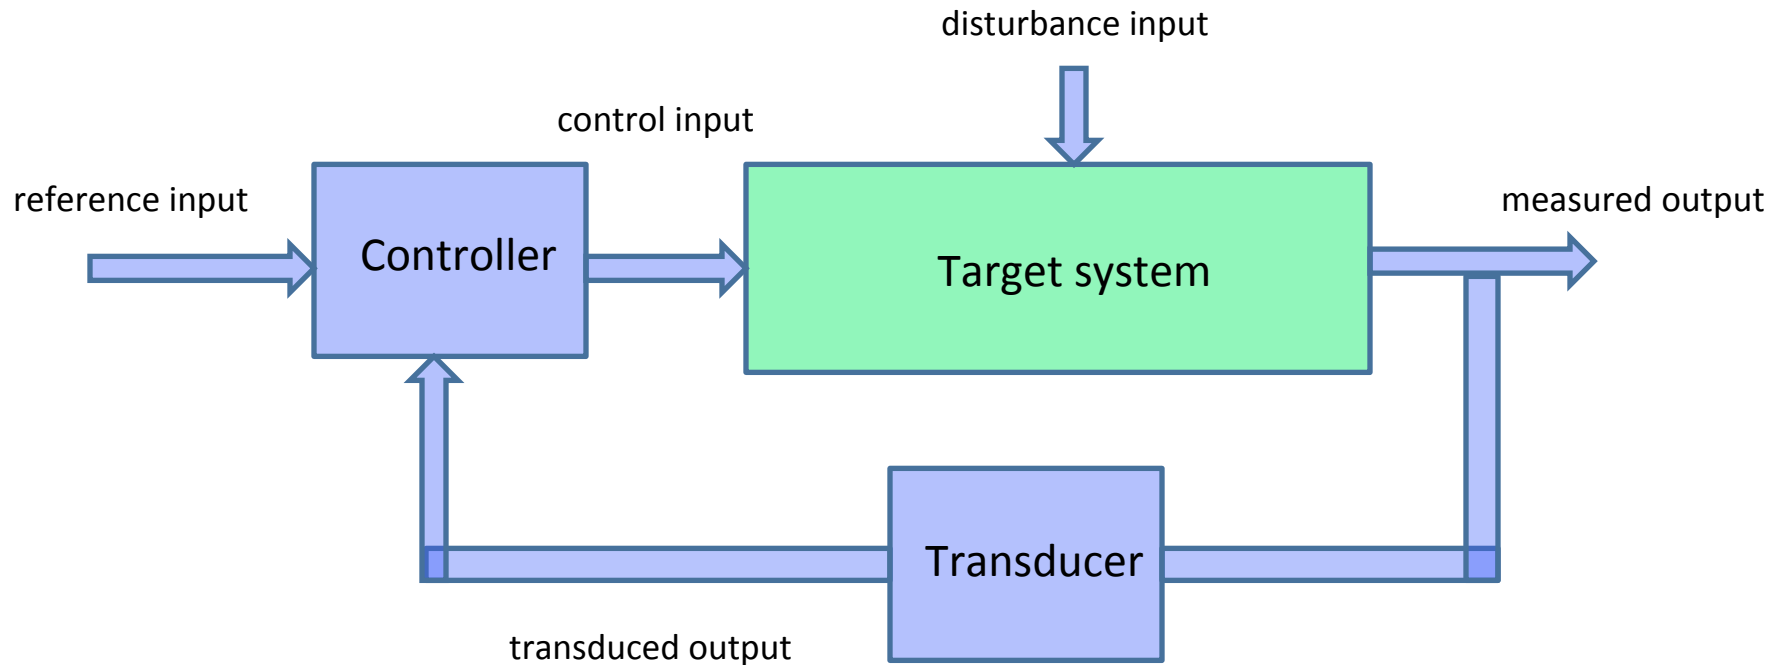 disturbance input
control input
reference input
measured output
Controller
Target system
Transducer
transduced output